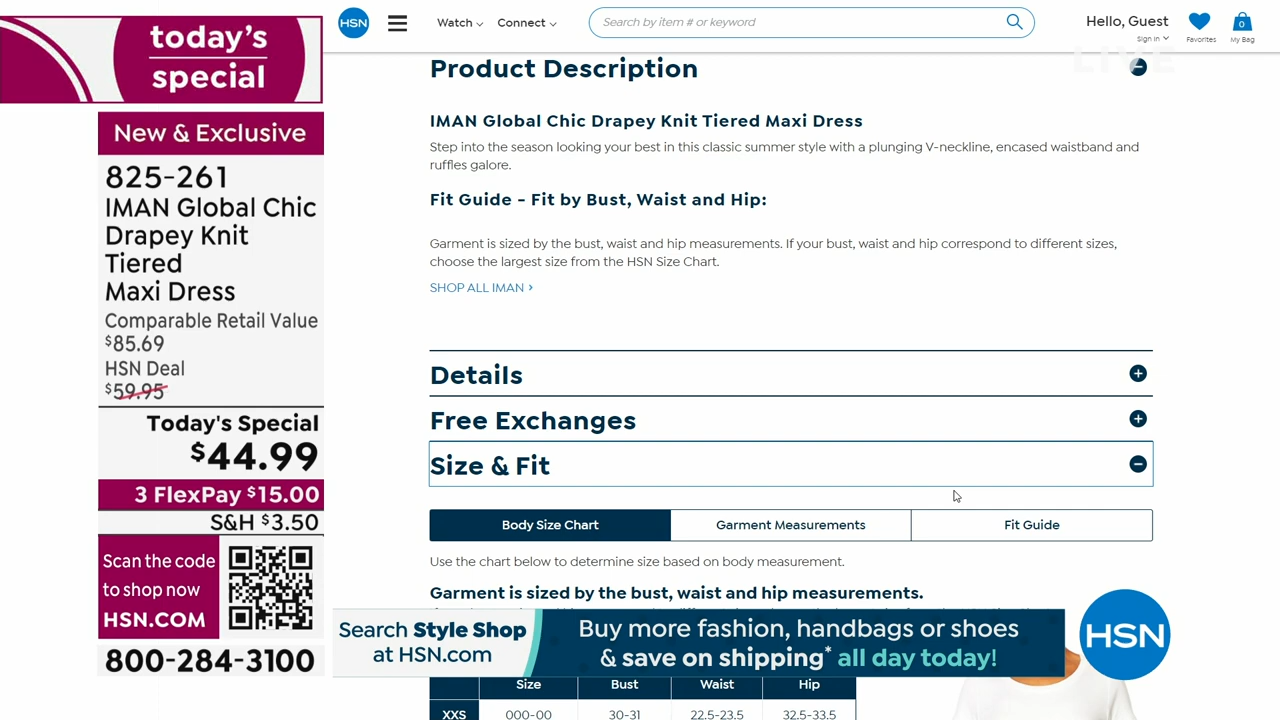 today's
special
New & Exclusive
825-261
IMAN Global Chic
Drapey Knit
Tiered
Maxi Dress
Comparable Retail Value
$85.69
HSN Deal
$59.95
Today's Special
$44.99
3 FlexPay $15.00
S&H $3.50
Scan the code
to shop now
HSN.COM
800-284-3100
HSN
Watch
Connect
Search by item # or keyword
Hello, Guest
Sign In
Favorites
0
My Bag
LIVE
Product Description
IMAN Global Chic Drapey Knit Tiered Maxi Dress
Step into the season looking your best in this classic summer style with a plunging V-neckline, encased waistband and
ruffles galore.
Fit Guide - Fit by Bust, Waist and Hip:
Garment is sized by the bust, waist and hip measurements. If your bust, waist and hip correspond to different sizes,
choose the largest size from the HSN Size Chart.
SHOP ALL IMAN >
Details
Free Exchanges
Size & Fit
Body Size Chart Garment Measurements Fit Guide
Use the chart below to determine size based on body measurement.
Garment is sized by the bust, waist and hip measurements.
Search Style Shop
at HSN.com
Buy more fashion, handbags or shoes
& save on shipping* all day today!
HSN
Size Bust Waist Hip
XXS 000-00 30-31 22.5-23.5 32.5-33.5